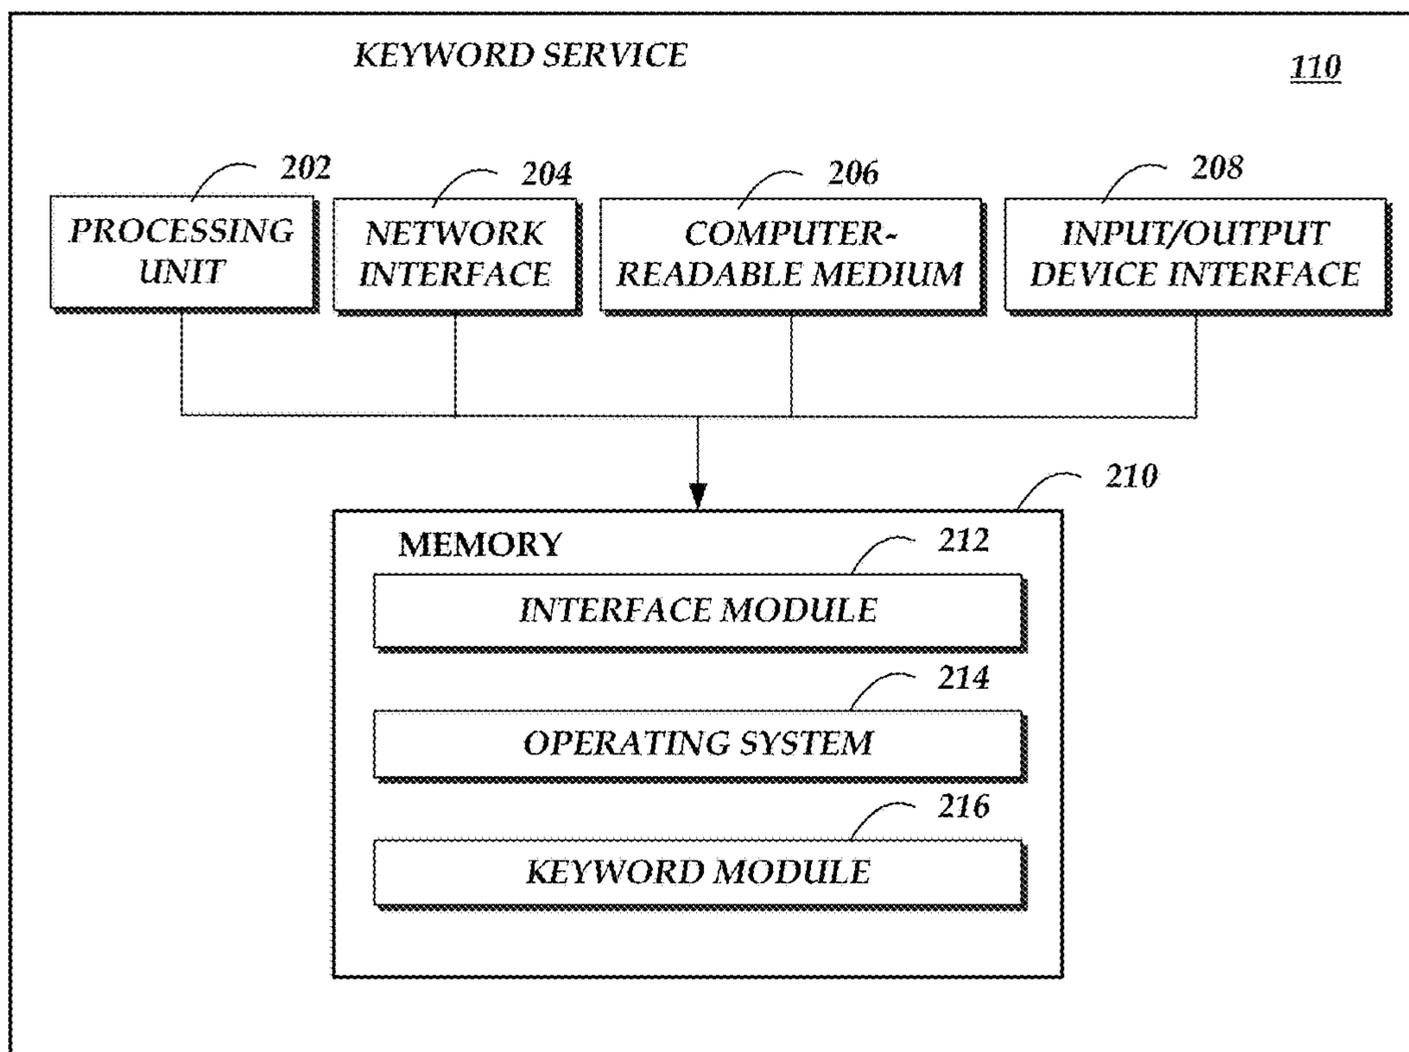 KEYWORD SERVICE
110
202
204
206
208
PROCESSING
UNIT
NETWORK
INTERFACE
COMPUTER-
READABLE MEDIUM
INPUT/OUTPUT
DEVICE INTERFACE
210
MEMORY
212
INTERFACE MODULE
214
OPERATING SYSTEM
216
KEYWORD MODULE